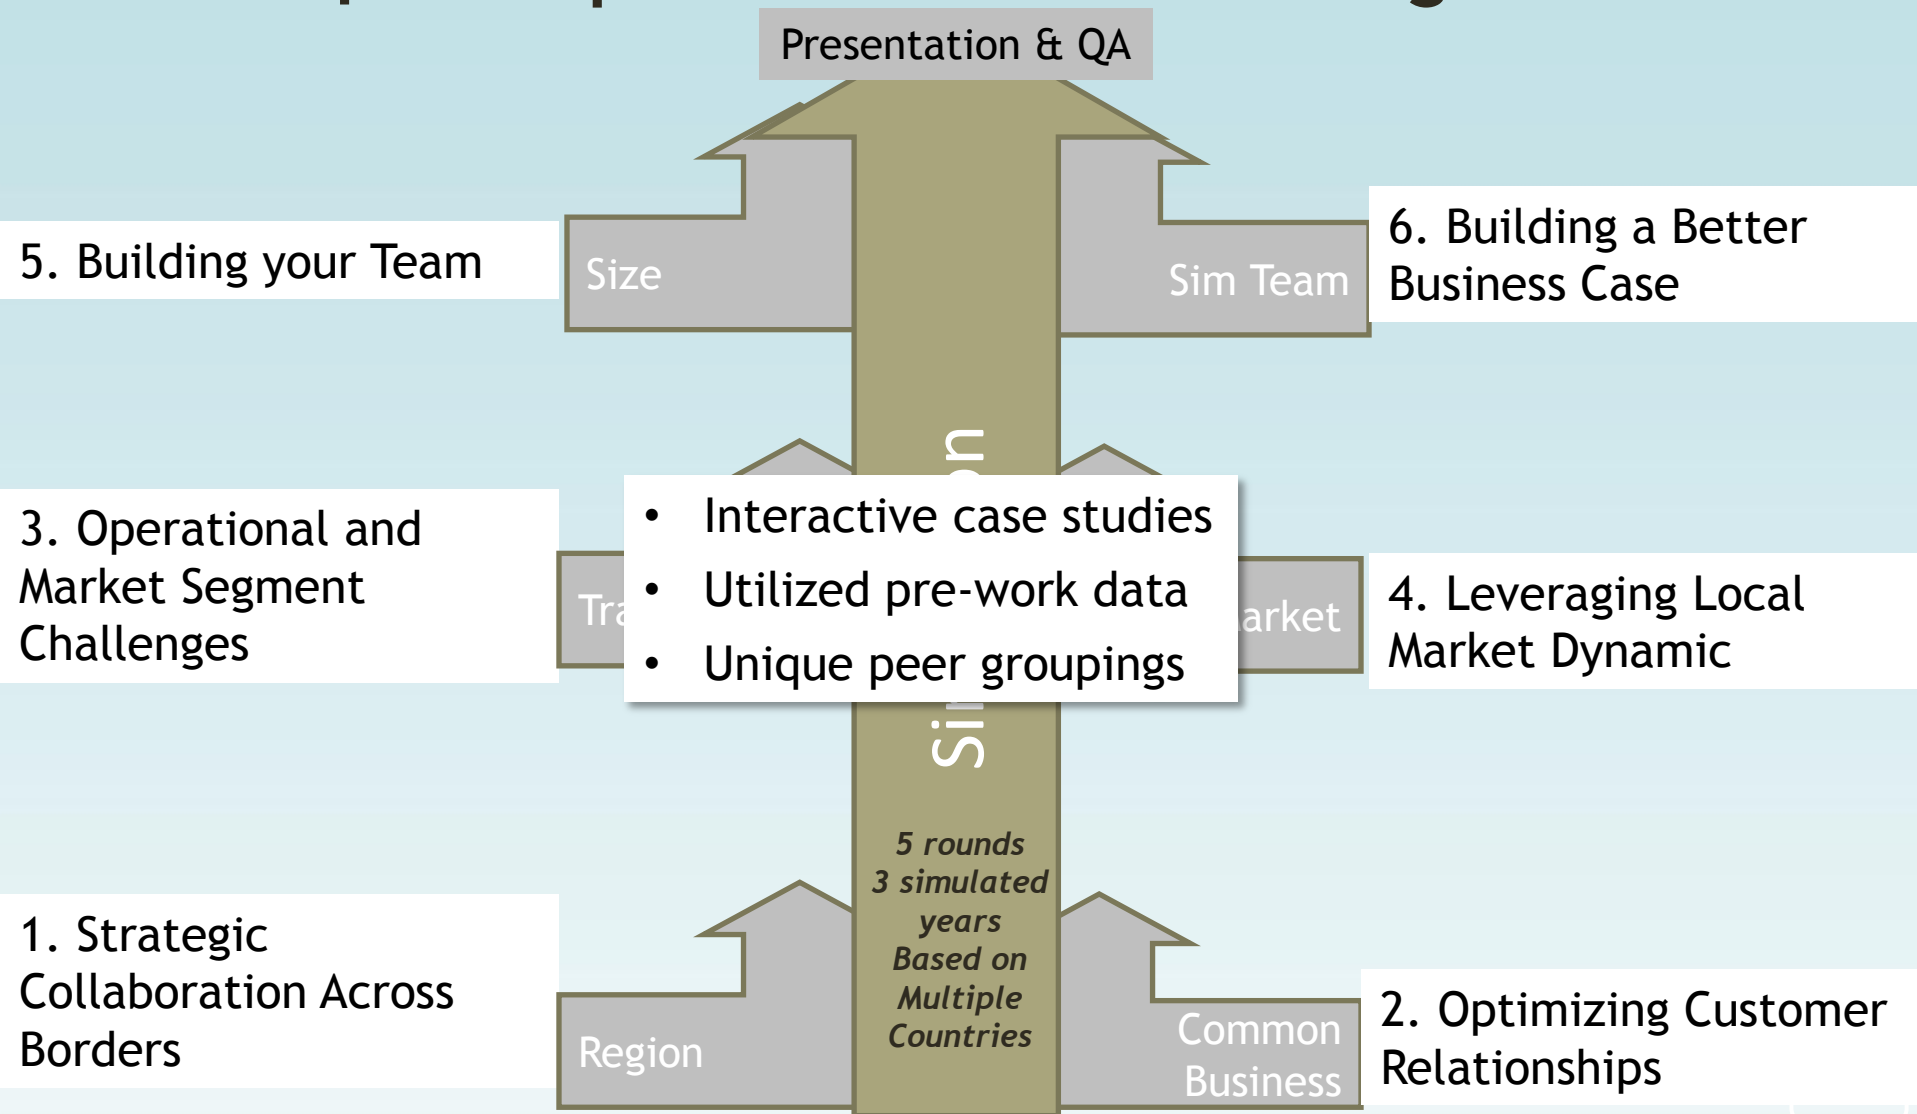 Presentation & QA
5. Building your Team
Size
Sim Team
6. Building a Better
Business Case
3. Operational and
Market Segment
Challenges
• Interactive case studies
• Utilized pre-work data
• Unique peer groupings
4. Leveraging Local
Market Dynamic
5 rounds
3 simulated
years
Based on
Multiple
Countries
1. Strategic
Collaboration Across
Borders
Region
Common
Business
2. Optimizing Customer
Relationships